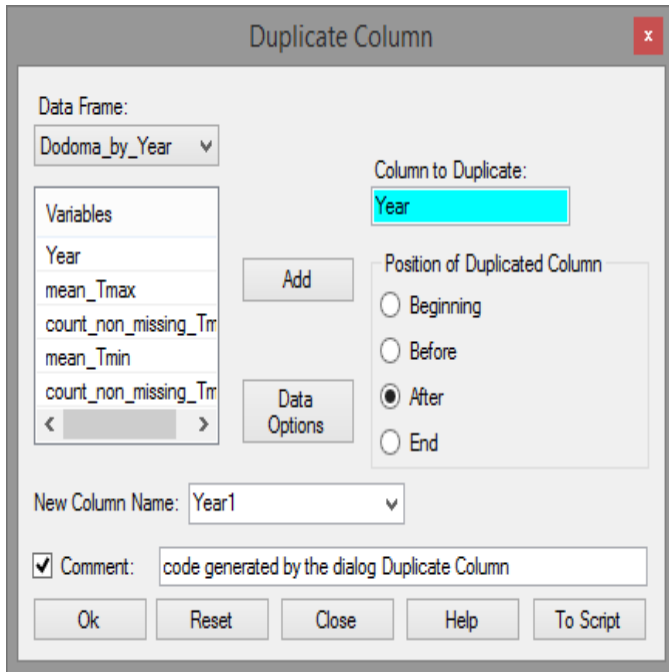 Duplicate Column
x
Data Frame:
Dodoma_by_Year
Column to Duplicate:
Year
Variables
Year
mean_Tmax
count_non_missing_Tm
mean_Tmin
count_non_missing_Tm
Add
Data
Options
Position of Duplicated Column
Beginning
Before
After
End
New Column Name: Year1
Comment: code generated by the dialog Duplicate Column
Ok Reset Close Help To Script